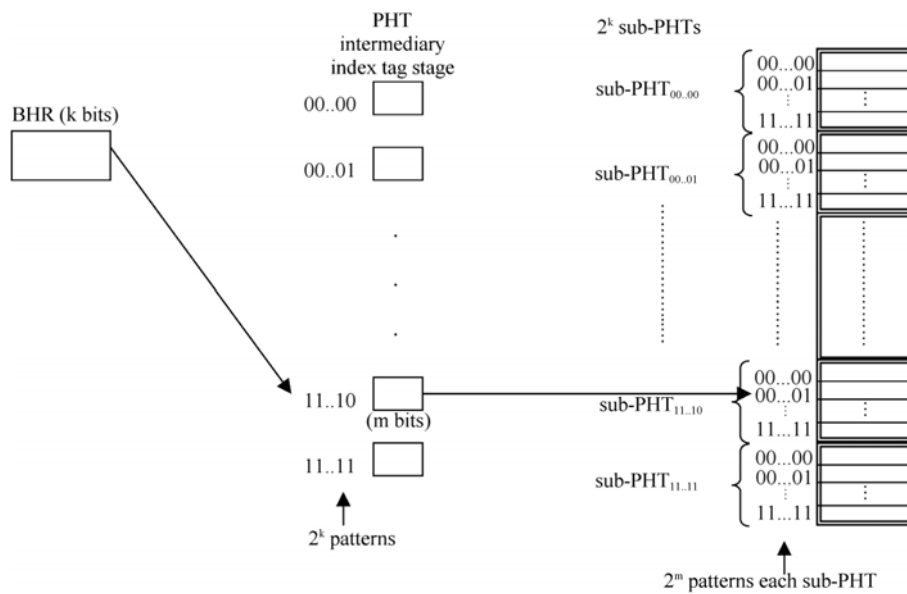 PHT
intermediary
index tag stage
2ᵏ sub-PHTs
BHR (k bits)
00..00
00..01
11..10
(m bits)
11..11
2ᵏ patterns
sub-PHT₀₀..₀₀
00...00
00...01
11...11
sub-PHT₀₀..₀₁
00...00
00...01
11...11
sub-PHT₁₁..₁₀
00...00
00...01
11...11
sub-PHT₁₁..₁₁
00...00
00...01
11...11
2ᵐ patterns each sub-PHT